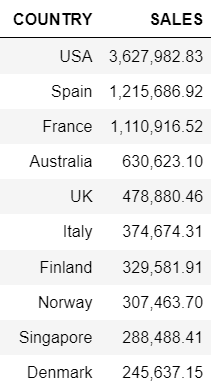 COUNTRY SALES
USA 3,627,982.83
Spain 1,215,686.92
France 1,110,916.52
Australia 630,623.10
UK 478,880.46
Italy 374,674.31
Finland 329,581.91
Norway 307,463.70
Singapore 288,488.41
Denmark 245,637.15